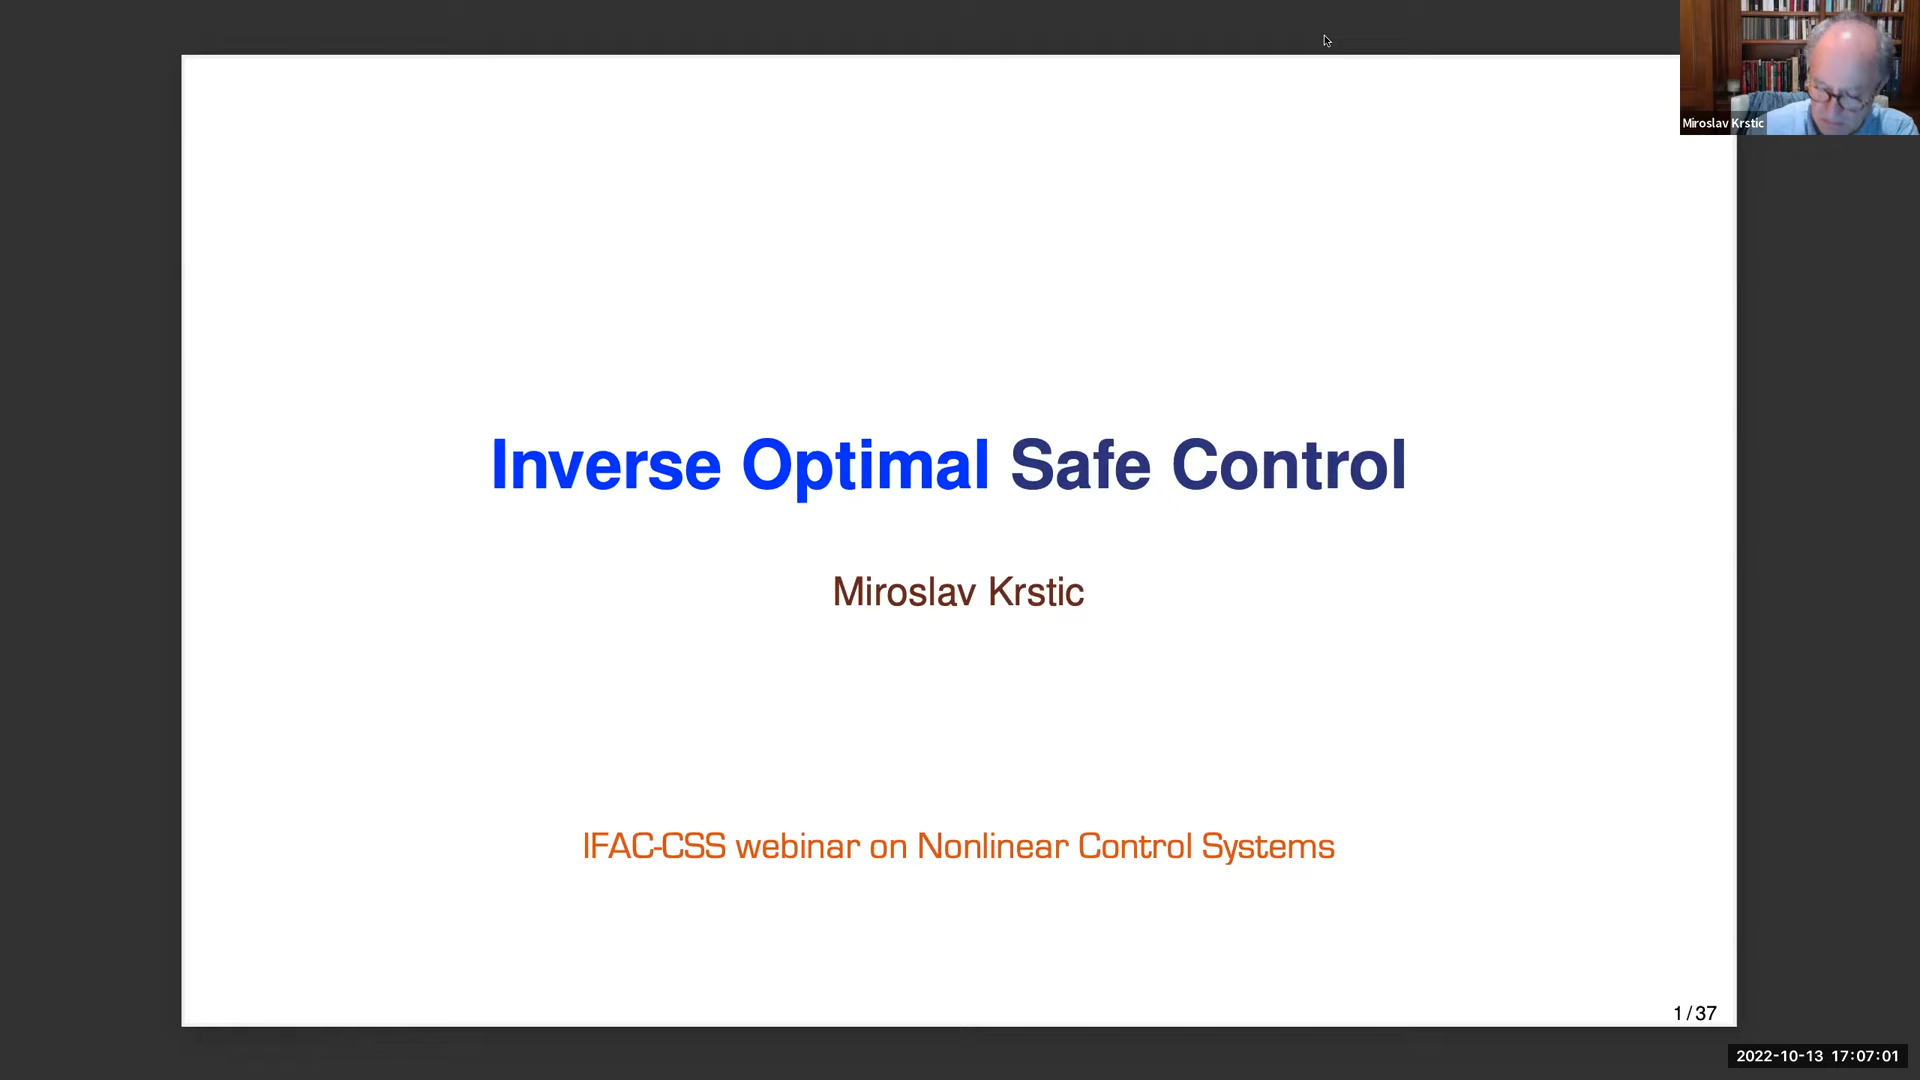 Miroslav Krstic
Inverse Optimal Safe Control
Miroslav Krstic
IFAC-CSS webinar on Nonlinear Control Systems
1 / 37
2022-10-13 17:07:01